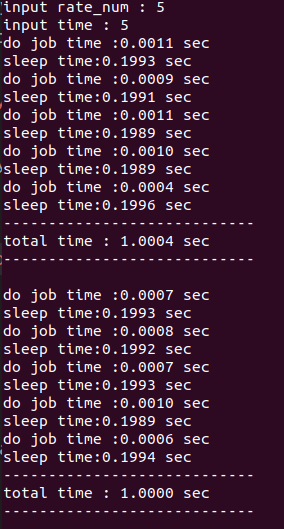 input rate_num : 5
input time : 5
do job time :0.0011 sec
sleep time:0.1993 sec
do job time :0.0009 sec
sleep time:0.1991 sec
do job time :0.0011 sec
sleep time:0.1989 sec
do job time :0.0010 sec
sleep time:0.1989 sec
do job time :0.0004 sec
sleep time:0.1996 sec
----------------------------
total time : 1.0004 sec
----------------------------
do job time :0.0007 sec
sleep time:0.1993 sec
do job time :0.0008 sec
sleep time:0.1992 sec
do job time :0.0007 sec
sleep time:0.1993 sec
do job time :0.0010 sec
sleep time:0.1989 sec
do job time :0.0006 sec
sleep time:0.1994 sec
----------------------------
total time : 1.0000 sec
----------------------------